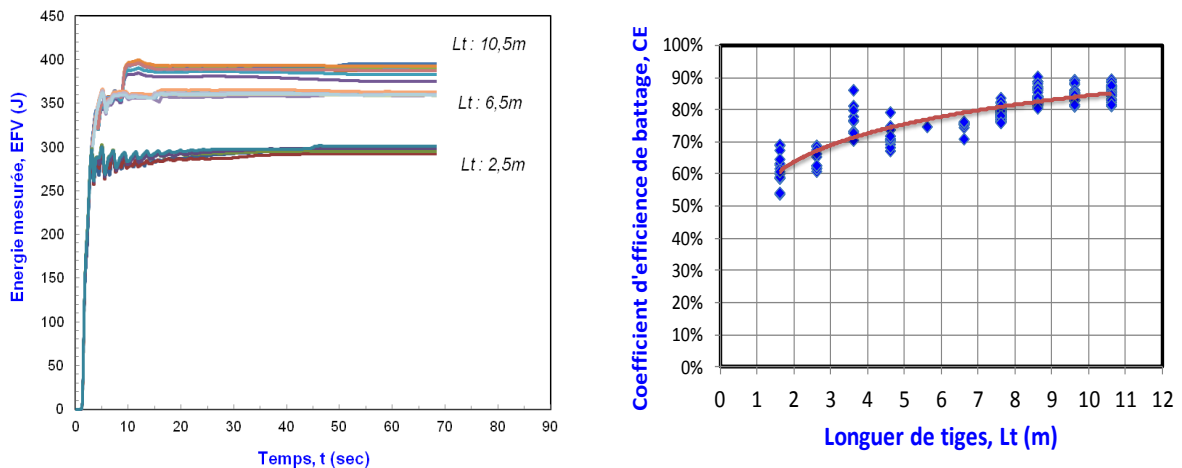 450
400
350
300
250
200
150
100
50
0
Energie mesurée, EFV (J)
Lt : 10,5m
Lt : 6,5m
Lt : 2,5m
0 10 20 30 40 50 60 70 80 90
Temps, t (sec)
100%
90%
80%
70%
60%
50%
40%
30%
20%
10%
0%
Coefficient d'efficience de battage, CE
0 1 2 3 4 5 6 7 8 9 10 11 12
Longuer de tiges, Lt (m)